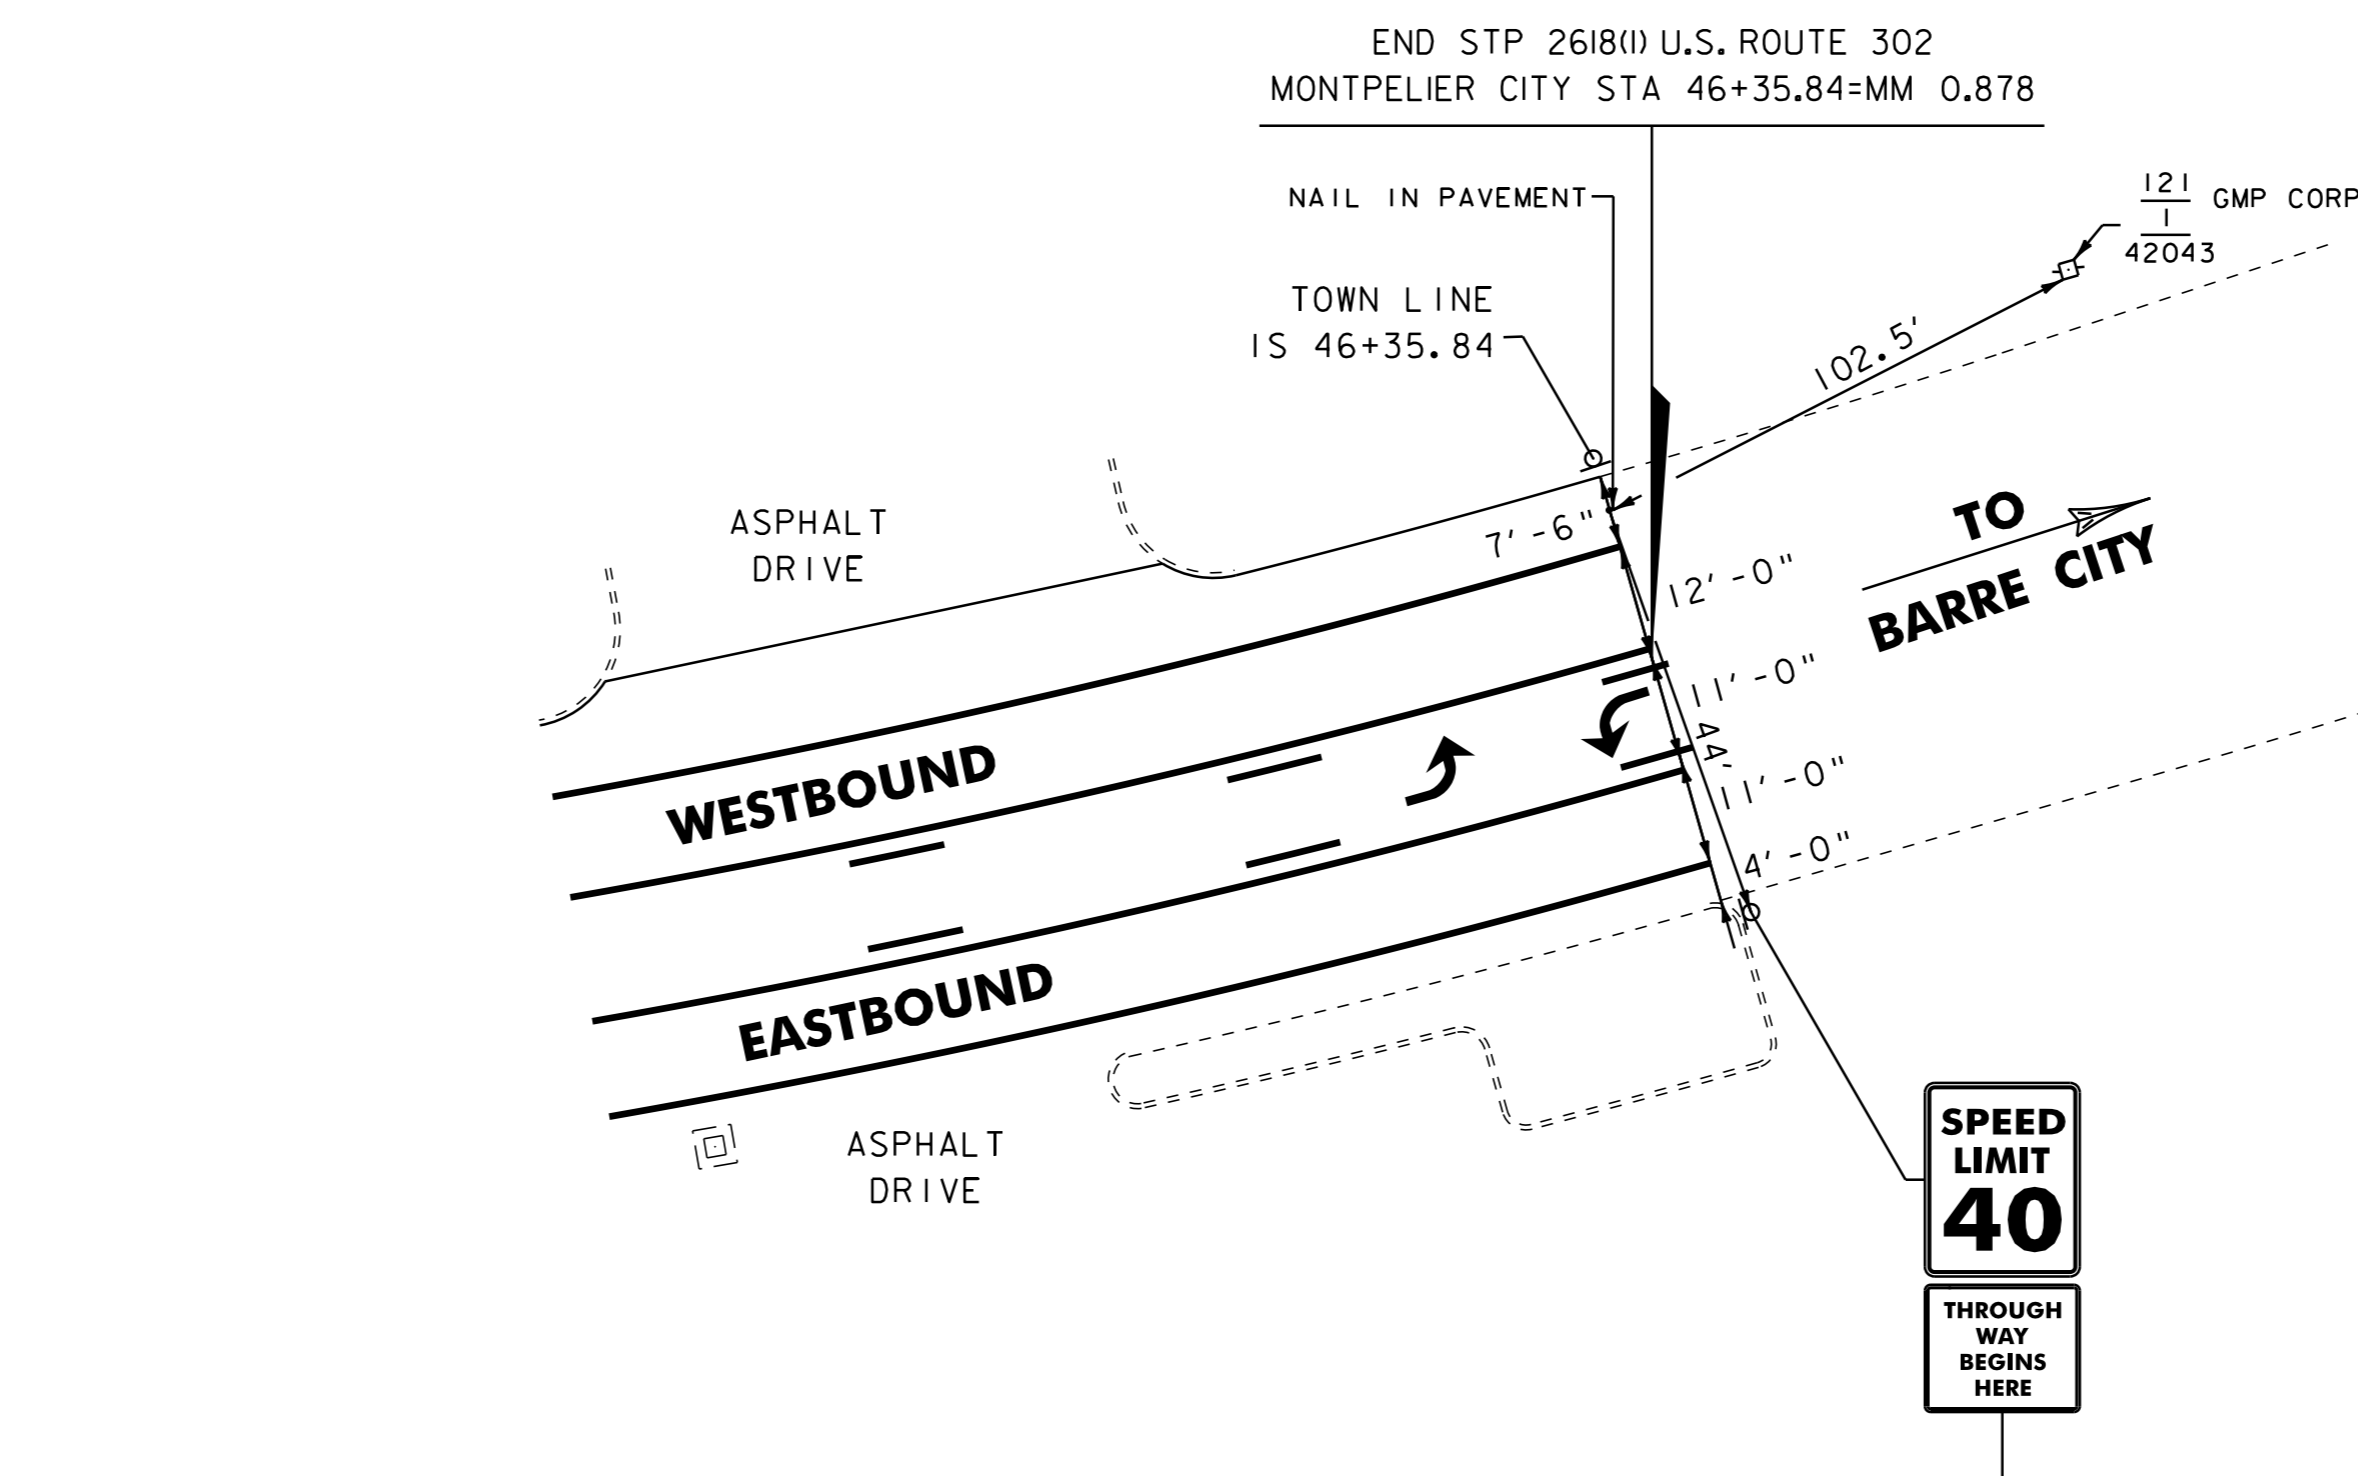 END STP 2618(1) U.S. ROUTE 302
MONTPELIER CITY STA 46+35.84=MM 0.878
NAIL IN PAVEMENT
121
1
42043
GMP CORP
TOWN LINE
IS 46+35.84
102.5'
ASPHALT
DRIVE
7'-6"
12'-0"
TO
BARRE CITY
11'-0"
44'
11'-0"
4'-0"
WESTBOUND
EASTBOUND
ASPHALT
DRIVE
SPEED
LIMIT
40
THROUGH
WAY
BEGINS
HERE